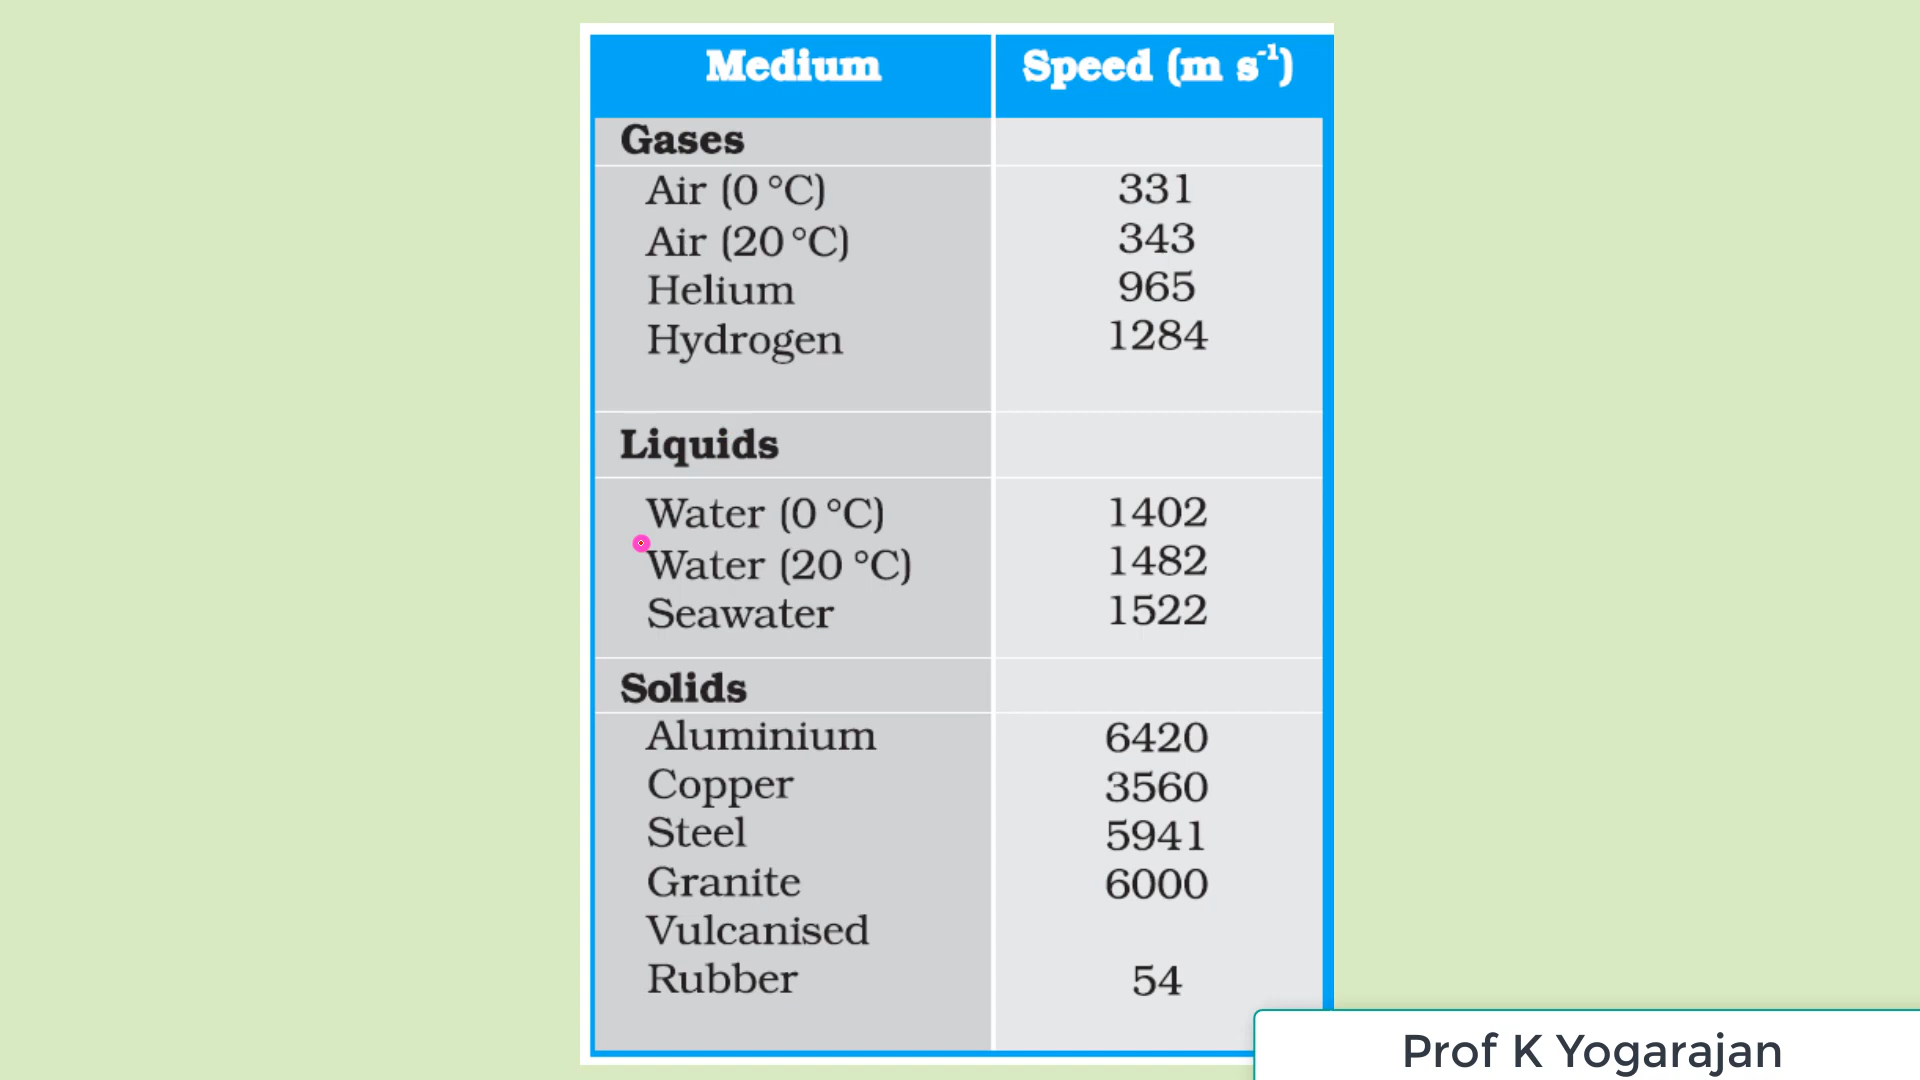 Medium Speed (m s⁻¹)
Gases
Air (0 °C) 331
Air (20 °C) 343
Helium 965
Hydrogen 1284
Liquids
Water (0 °C) 1402
Water (20 °C) 1482
Seawater 1522
Solids
Aluminium 6420
Copper 3560
Steel 5941
Granite 6000
Vulcanised
Rubber 54
Prof K Yogarajan